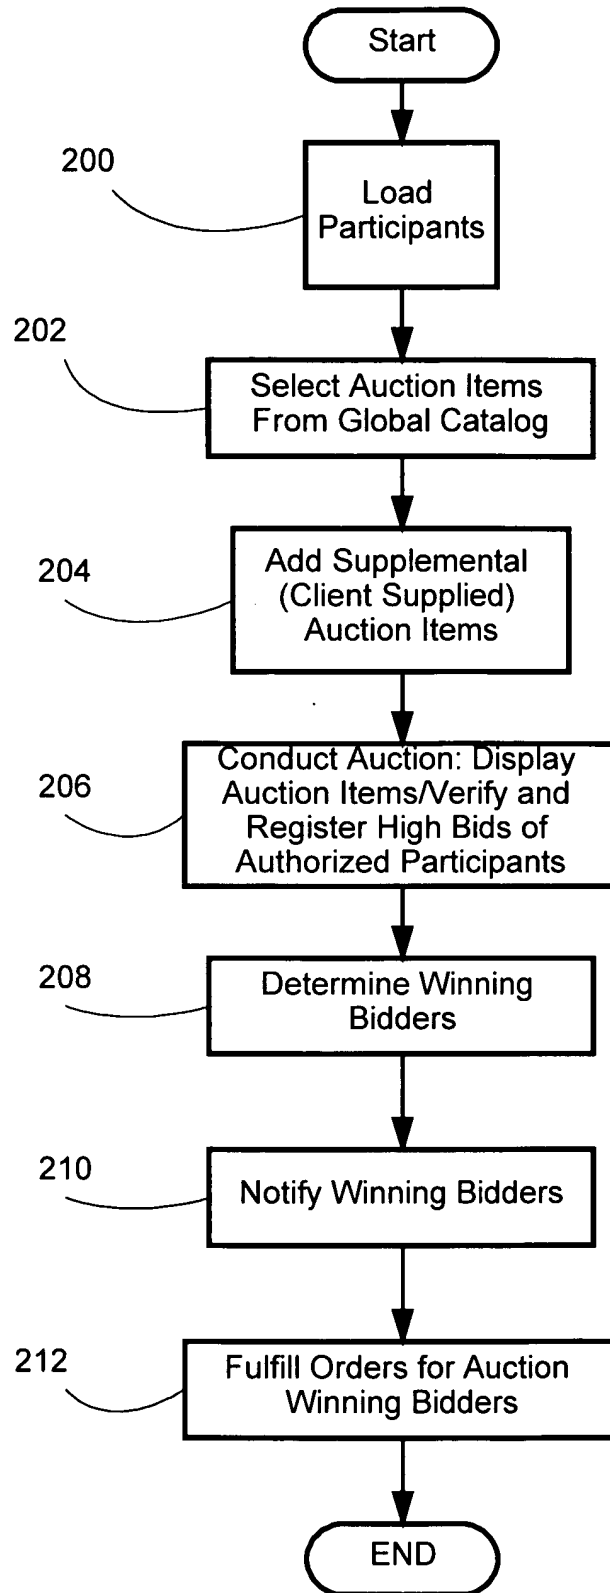 Start
200
Load
Participants
202
Select Auction Items
From Global Catalog
204
Add Supplemental
(Client Supplied)
Auction Items
206
Conduct Auction: Display
Auction Items/Verify and
Register High Bids of
Authorized Participants
208
Determine Winning
Bidders
210
Notify Winning Bidders
212
Fulfill Orders for Auction
Winning Bidders
END